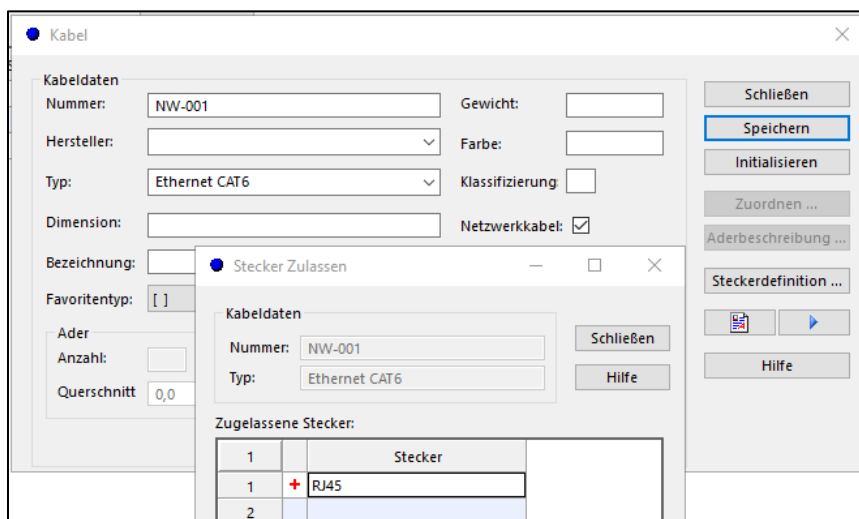 Kabel
Kabeldaten
Nummer: NW-001 Gewicht: Schließen
Hersteller: Farbe: Speichern
Typ: Ethernet CAT6 Klassifizierung: Initialisieren
Dimension: Netzwerkkabel: Zuordnen ...
Bezeichnung: Aderbeschreibung ...
Favoritentyp: [ ] Steckerdefinition ...
Ader
Anzahl: Hilfe
Querschnitt 0,0
Stecker Zulassen
Kabeldaten
Nummer: NW-001 Schließen
Typ: Ethernet CAT6 Hilfe
Zugelassene Stecker:
1 Stecker
1 + RJ45
2